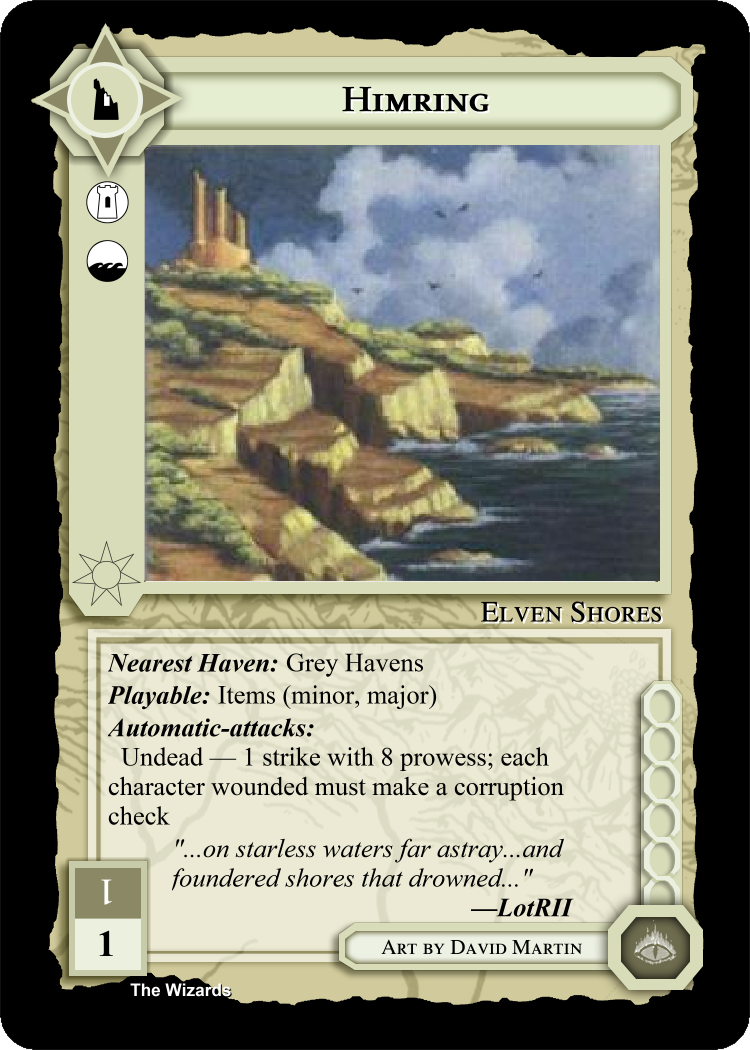 Himring
Elven Shores
Nearest Haven: Grey Havens
Playable: Items (minor, major)
Automatic-attacks:
Undead — 1 strike with 8 prowess; each
character wounded must make a corruption
check
"...on starless waters far astray...and
foundered shores that drowned..."
—LotRII
1
1
Art by David Martin
The Wizards